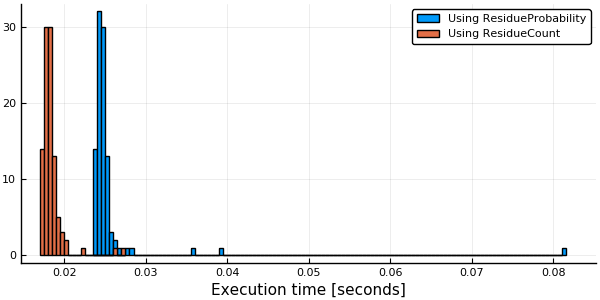 Using ResidueProbability
Using ResidueCount
30
20
10
0
0.02 0.03 0.04 0.05 0.06 0.07 0.08
Execution time [seconds]